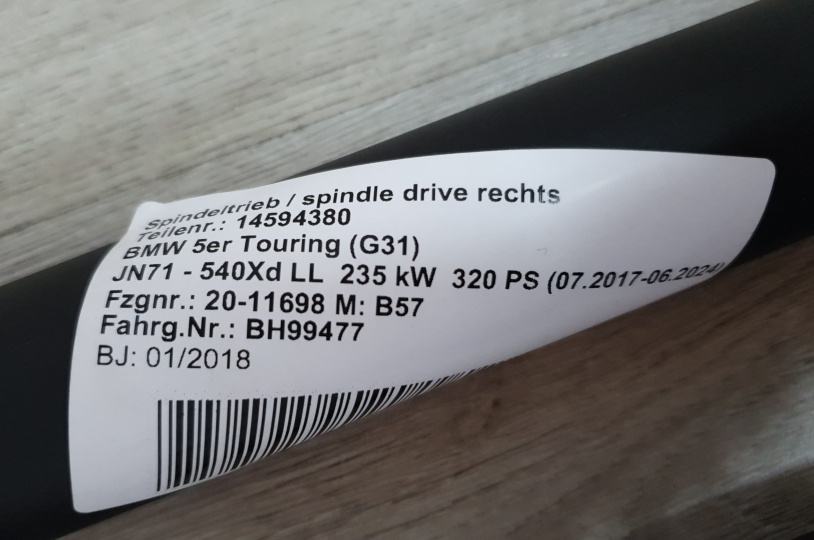 Spindeltrieb / spindle drive rechts
Teilenr.: 14594380
BMW 5er Touring (G31)
JN71 - 540Xd LL 235 kW 320 PS (07.2017-06.2024)
Fzgnr.: 20-11698 M: B57
Fahrg.Nr.: BH99477
BJ: 01/2018